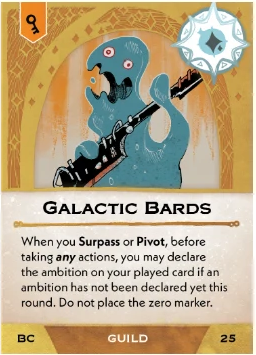 GALACTIC BARDS
When you Surpass or Pivot, before
taking any actions, you may declare
the ambition on your played card if an
ambition has not been declared yet this
round. Do not place the zero marker.
BC GUILD 25